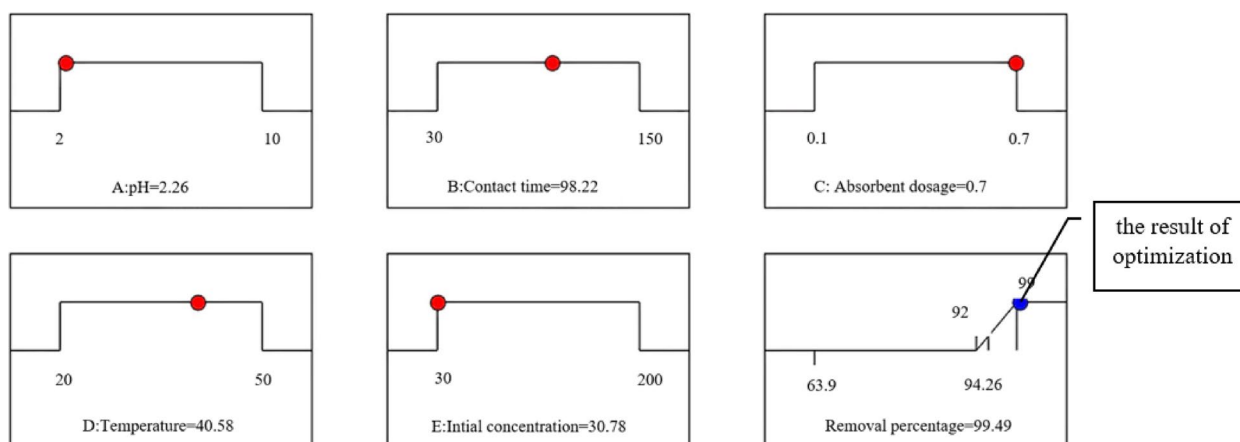 2
10
A:pH=2.26
30
150
B:Contact time=98.22
0.1
0.7
C: Absorbent dosage=0.7
the result of
optimization
20
50
D:Temperature=40.58
30
200
E:Intial concentration=30.78
99
92
63.9
94.26
Removal percentage=99.49